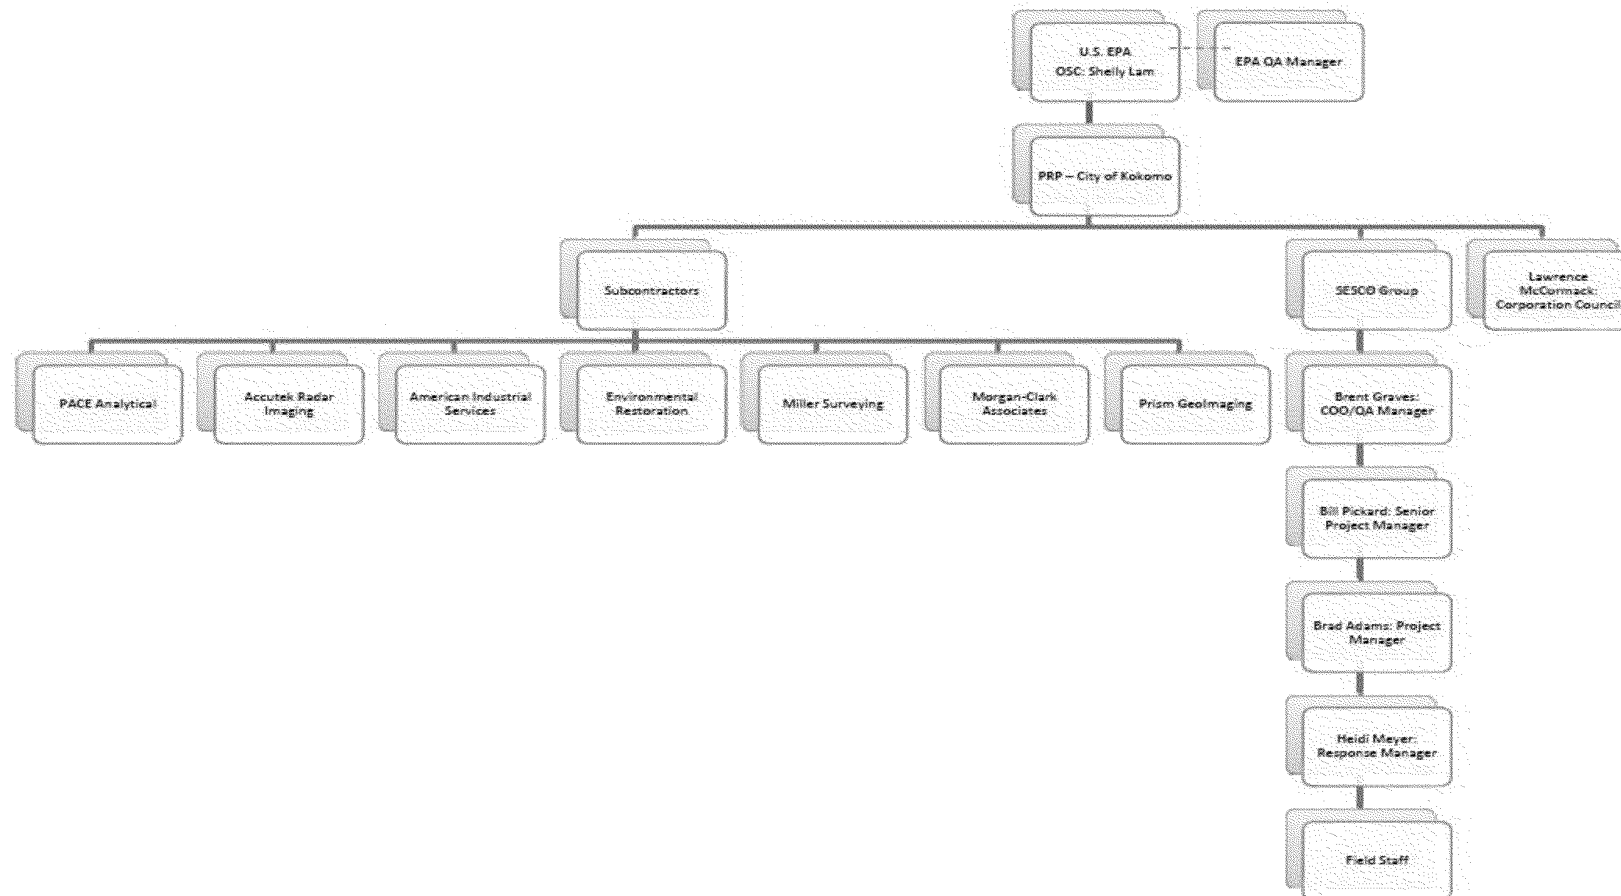 U.S. EPA
OSC: Shelly Lam
EPA QA Manager
PRP – City of Kokomo
Subcontractors
SESCO Group
Lawrence
McCormack:
Corporation Council
PACE Analytical
Accutek Radar
Imaging
American Industrial
Services
Environmental
Restoration
Miller Surveying
Morgan-Clark
Associates
Prism GeoImaging
Brent Graves:
COO/QA Manager
Bill Pickard: Senior
Project Manager
Brad Adams: Project
Manager
Heidi Meyer:
Response Manager
Field Staff